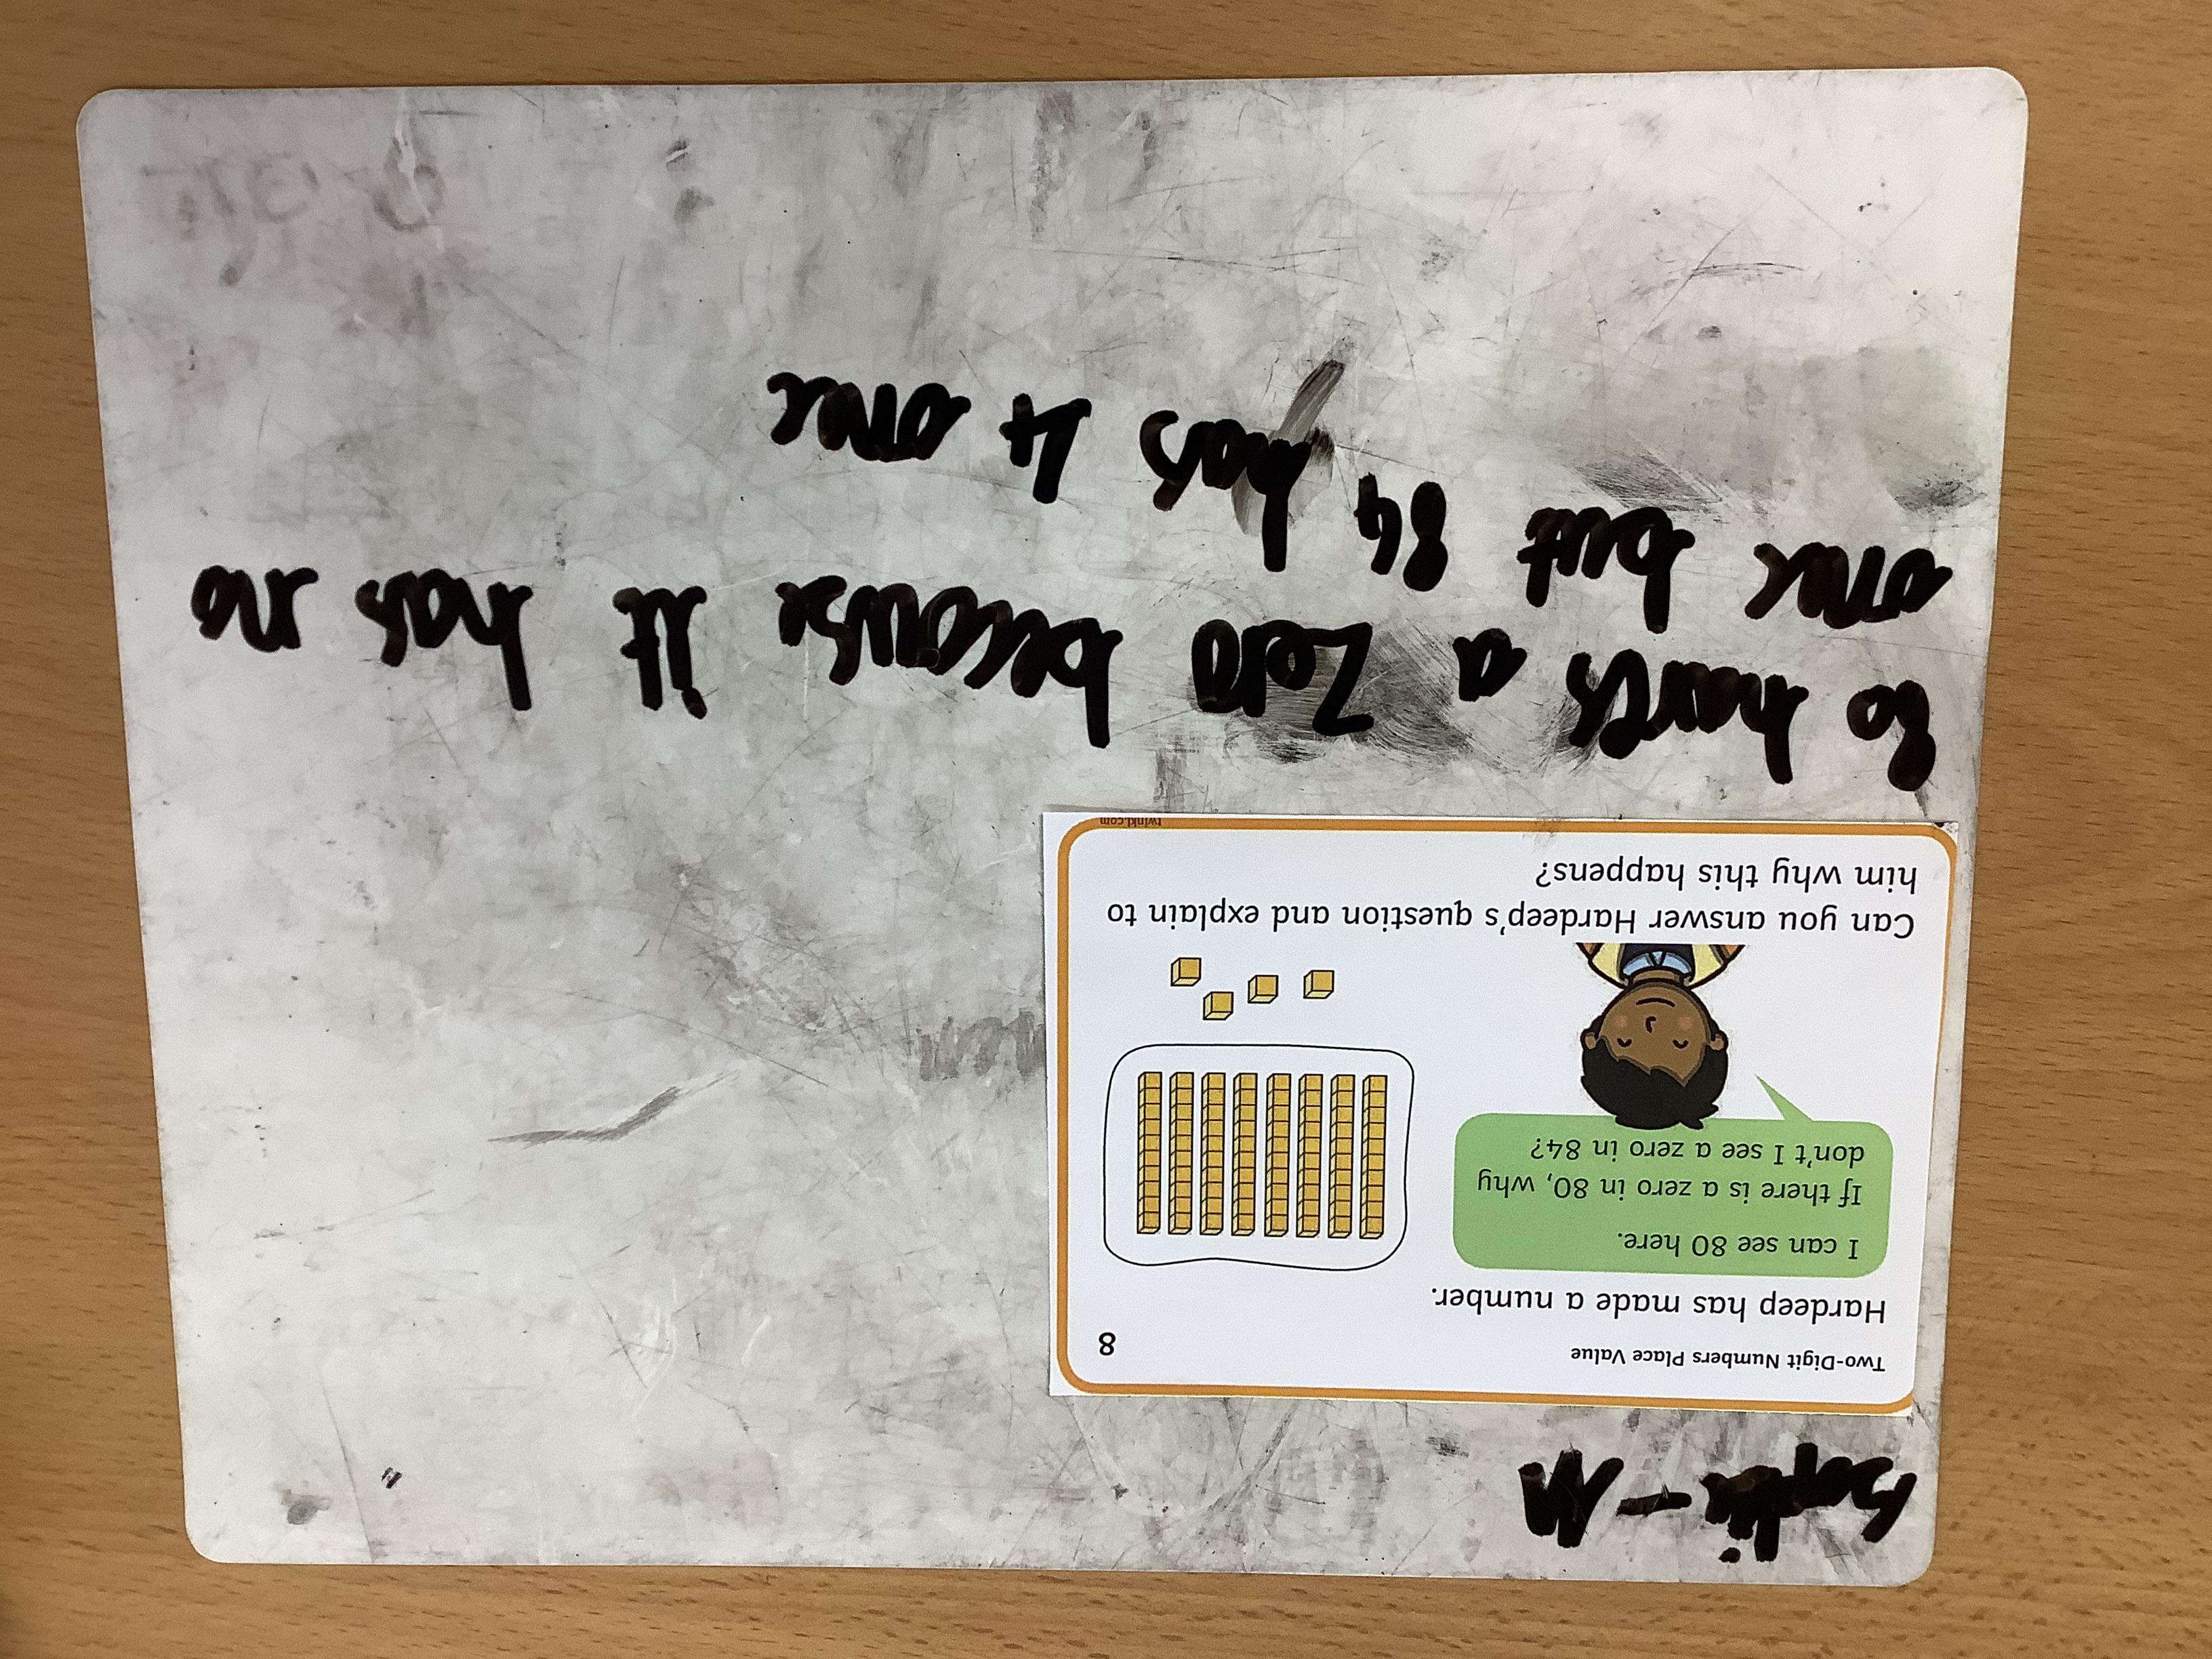 Sophie-M
Two-Digit Numbers Place Value
8
Hardeep has made a number.
I can see 80 here.
If there is a zero in 80, why
don't I see a zero in 84?
Can you answer Hardeep's question and explain to
him why this happens?
twinkl.com
80 haves a zero because it has no
one but 84 has 4 one